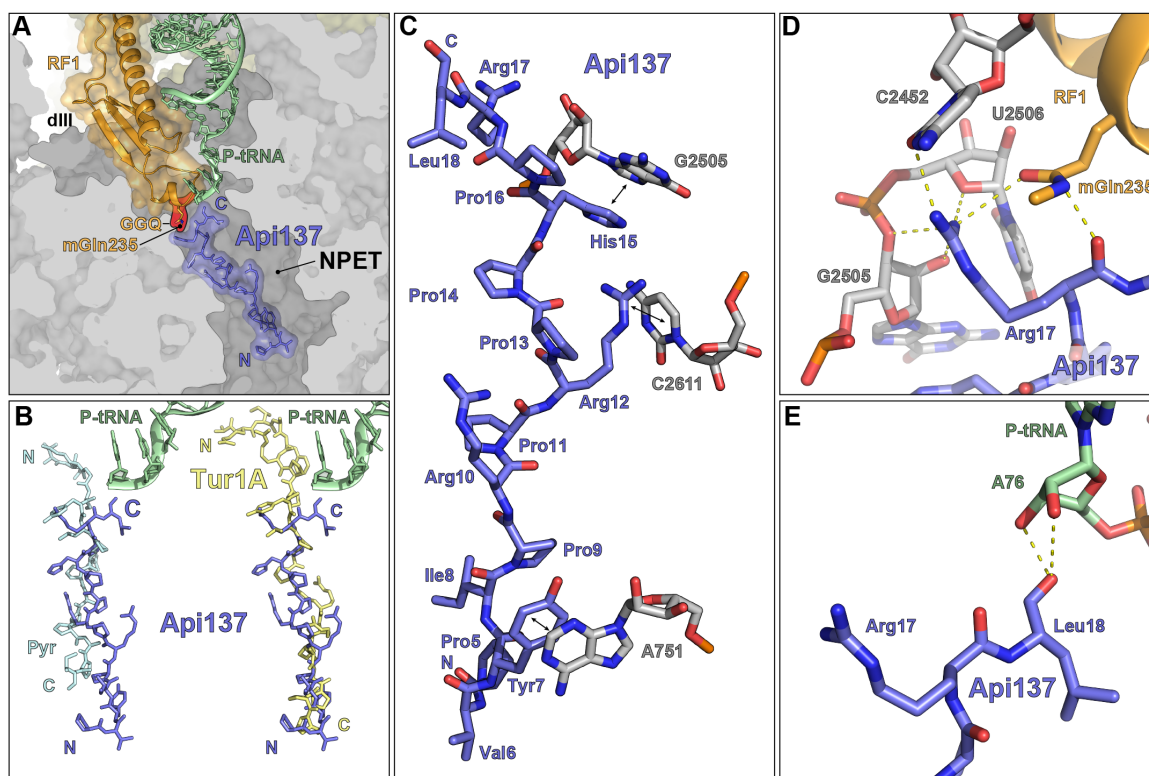 A
RF1
dIII
P-tRNA
GGQ
C
mGln235
Api137
NPET
N
B
P-tRNA
P-tRNA
N
N
Tur1A
C
C
Api137
Pyr
C
N
N
C
C
C
Api137
Arg17
Leu18
G2505
Pro16
His15
Pro14
Pro13
C2611
Arg12
Pro11
Arg10
Pro9
Ile8
Pro5
A751
N
Tyr7
Val6
D
C2452
RF1
U2506
mGln235
G2505
Arg17
Api137
E
P-tRNA
A76
Arg17
Leu18
Api137